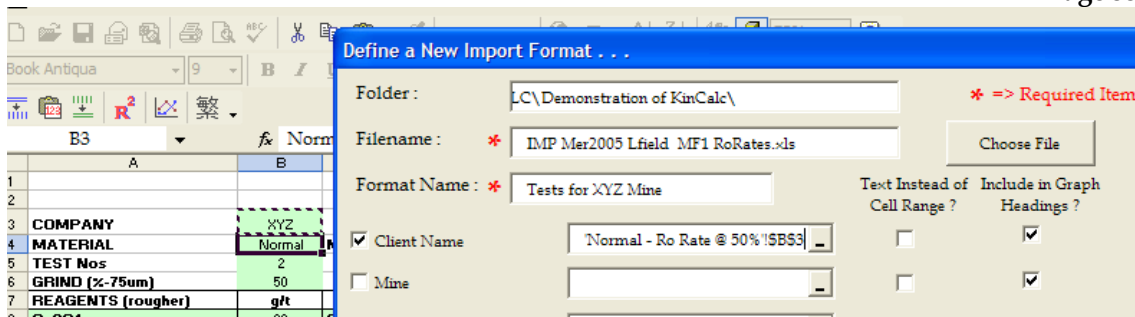 Define a New Import Format . . .
Book Antiqua 9 B I U
Folder : LC\Demonstration of KinCalc\ * => Required Item
R² 繁
B3 fx Norm
Filename : * IMP Mer2005 Lfield MF1 RoRates.xls Choose File
A B
Format Name : * Tests for XYZ Mine Text Instead of Cell Range ? Include in Graph Headings ?
1
2
3 COMPANY XYZ
Client Name 'Normal - Ro Rate @ 50%'!$B$3
4 MATERIAL Normal
5 TEST Nos 2
6 GRIND (%-75um) 50
Mine
7 REAGENTS (rougher) g/t